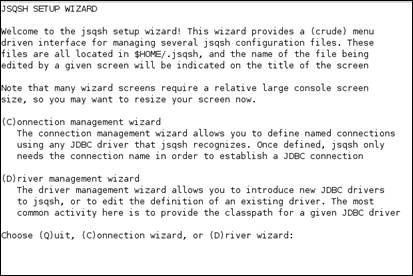 JSQSH SETUP WIZARD
Welcome to the jsqsh setup wizard! This wizard provides a (crude) menu
driven interface for managing several jsqsh configuration files. These
files are all located in $HOME/.jsqsh, and the name of the file being
edited by a given screen will be indicated on the title of the screen
Note that many wizard screens require a relative large console screen
size, so you may want to resize your screen now.
(C)onnection management wizard
The connection management wizard allows you to define named connections
using any JDBC driver that jsqsh recognizes. Once defined, jsqsh only
needs the connection name in order to establish a JDBC connection
(D)river management wizard
The driver management wizard allows you to introduce new JDBC drivers
to jsqsh, or to edit the definition of an existing driver. The most
common activity here is to provide the classpath for a given JDBC driver
Choose (Q)uit, (C)onnection wizard, or (D)river wizard: